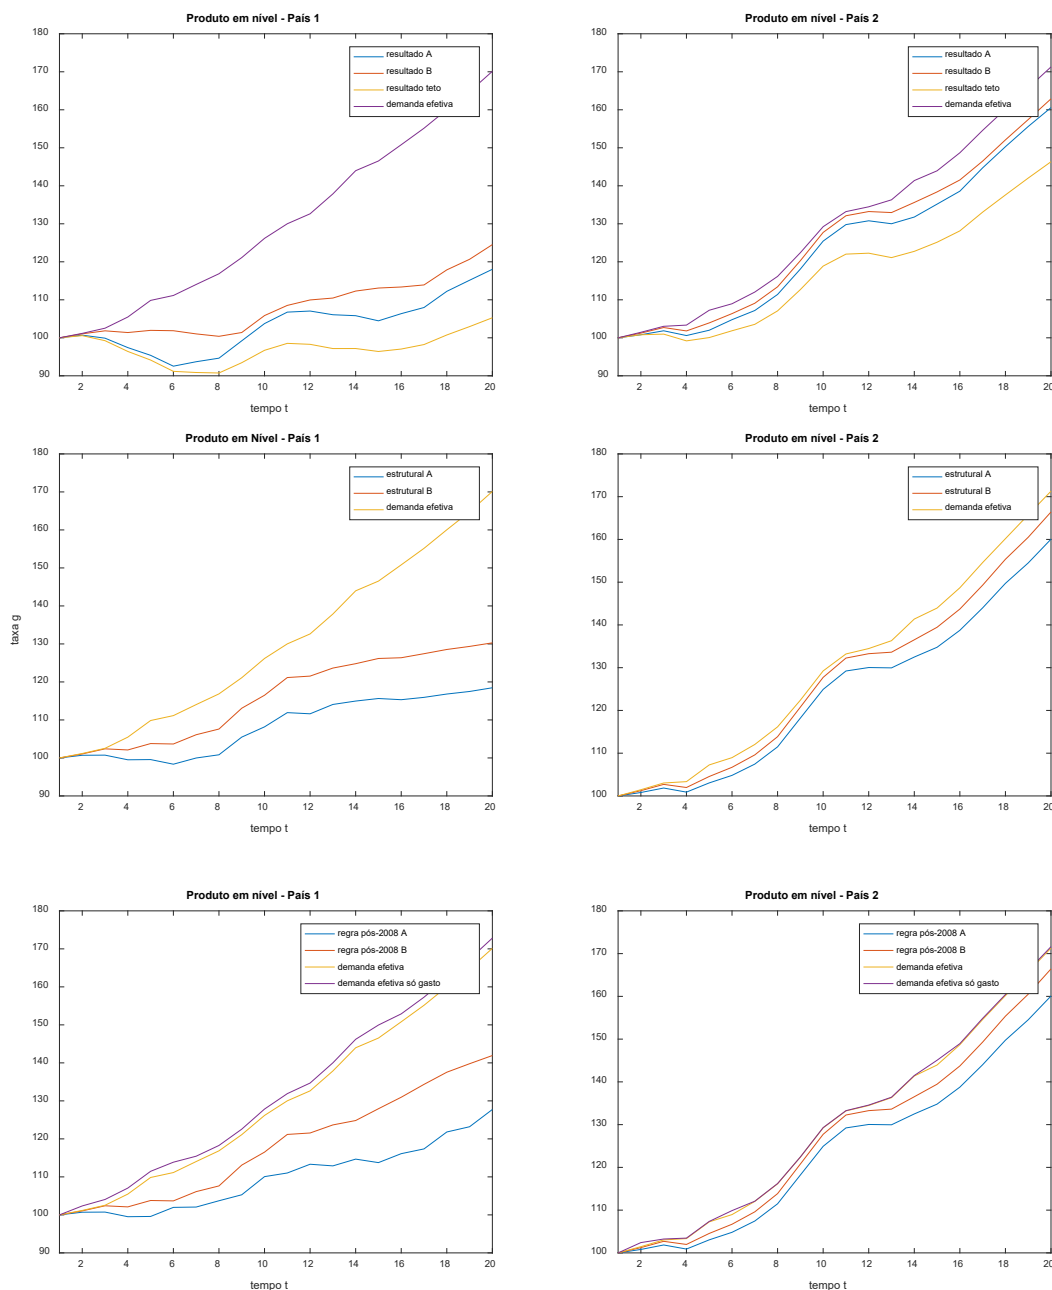 Produto em nível - País 1
180
170
160
150
140
130
120
110
100
90
2 4 6 8 10 12 14 16 18 20
tempo t
resultado A
resultado B
resultado teto
demanda efetiva
Produto em nível - País 2
180
170
160
150
140
130
120
110
100
90
2 4 6 8 10 12 14 16 18 20
tempo t
resultado A
resultado B
resultado teto
demanda efetiva
Produto em Nível - País 1
taxa g
180
170
160
150
140
130
120
110
100
90
2 4 6 8 10 12 14 16 18 20
tempo t
estrutural A
estrutural B
demanda efetiva
Produto em nível - País 2
180
170
160
150
140
130
120
110
100
2 4 6 8 10 12 14 16 18 20
tempo t
estrutural A
estrutural B
demanda efetiva
Produto em nível - País 1
180
170
160
150
140
130
120
110
100
90
2 4 6 8 10 12 14 16 18 20
tempo t
regra pós-2008 A
regra pós-2008 B
demanda efetiva
demanda efetiva só gasto
Produto em nível - País 2
180
170
160
150
140
130
120
110
100
2 4 6 8 10 12 14 16 18 20
tempo t
regra pós-2008 A
regra pós-2008 B
demanda efetiva
demanda efetiva só gasto